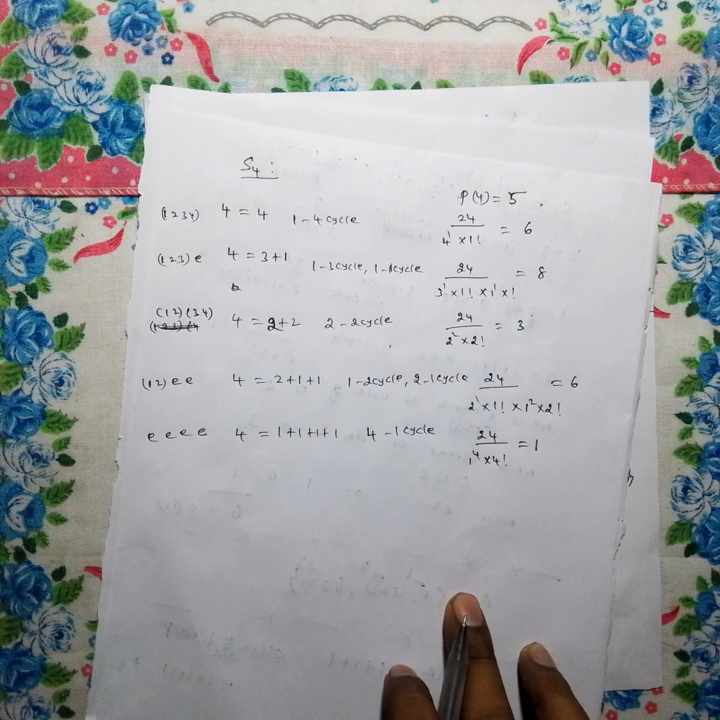 S₄ :
P(4) = 5 .
(1234) 4 = 4 1-4cycle 24/(4¹×1!) = 6
(123)e 4 = 3+1 1-3cycle, 1-1cycle 24/(3¹×1!×1¹×1!) = 8
(12)(34) 4 = 2+2 2-2cycle 24/(2²×2!) = 3
(12)ee 4 = 2+1+1 1-2cycle, 2-1cycle 24/(2¹×1!×1²×2!) = 6
e e e e 4 = 1+1+1+1 4-1cycle 24/(1⁴×4!) = 1